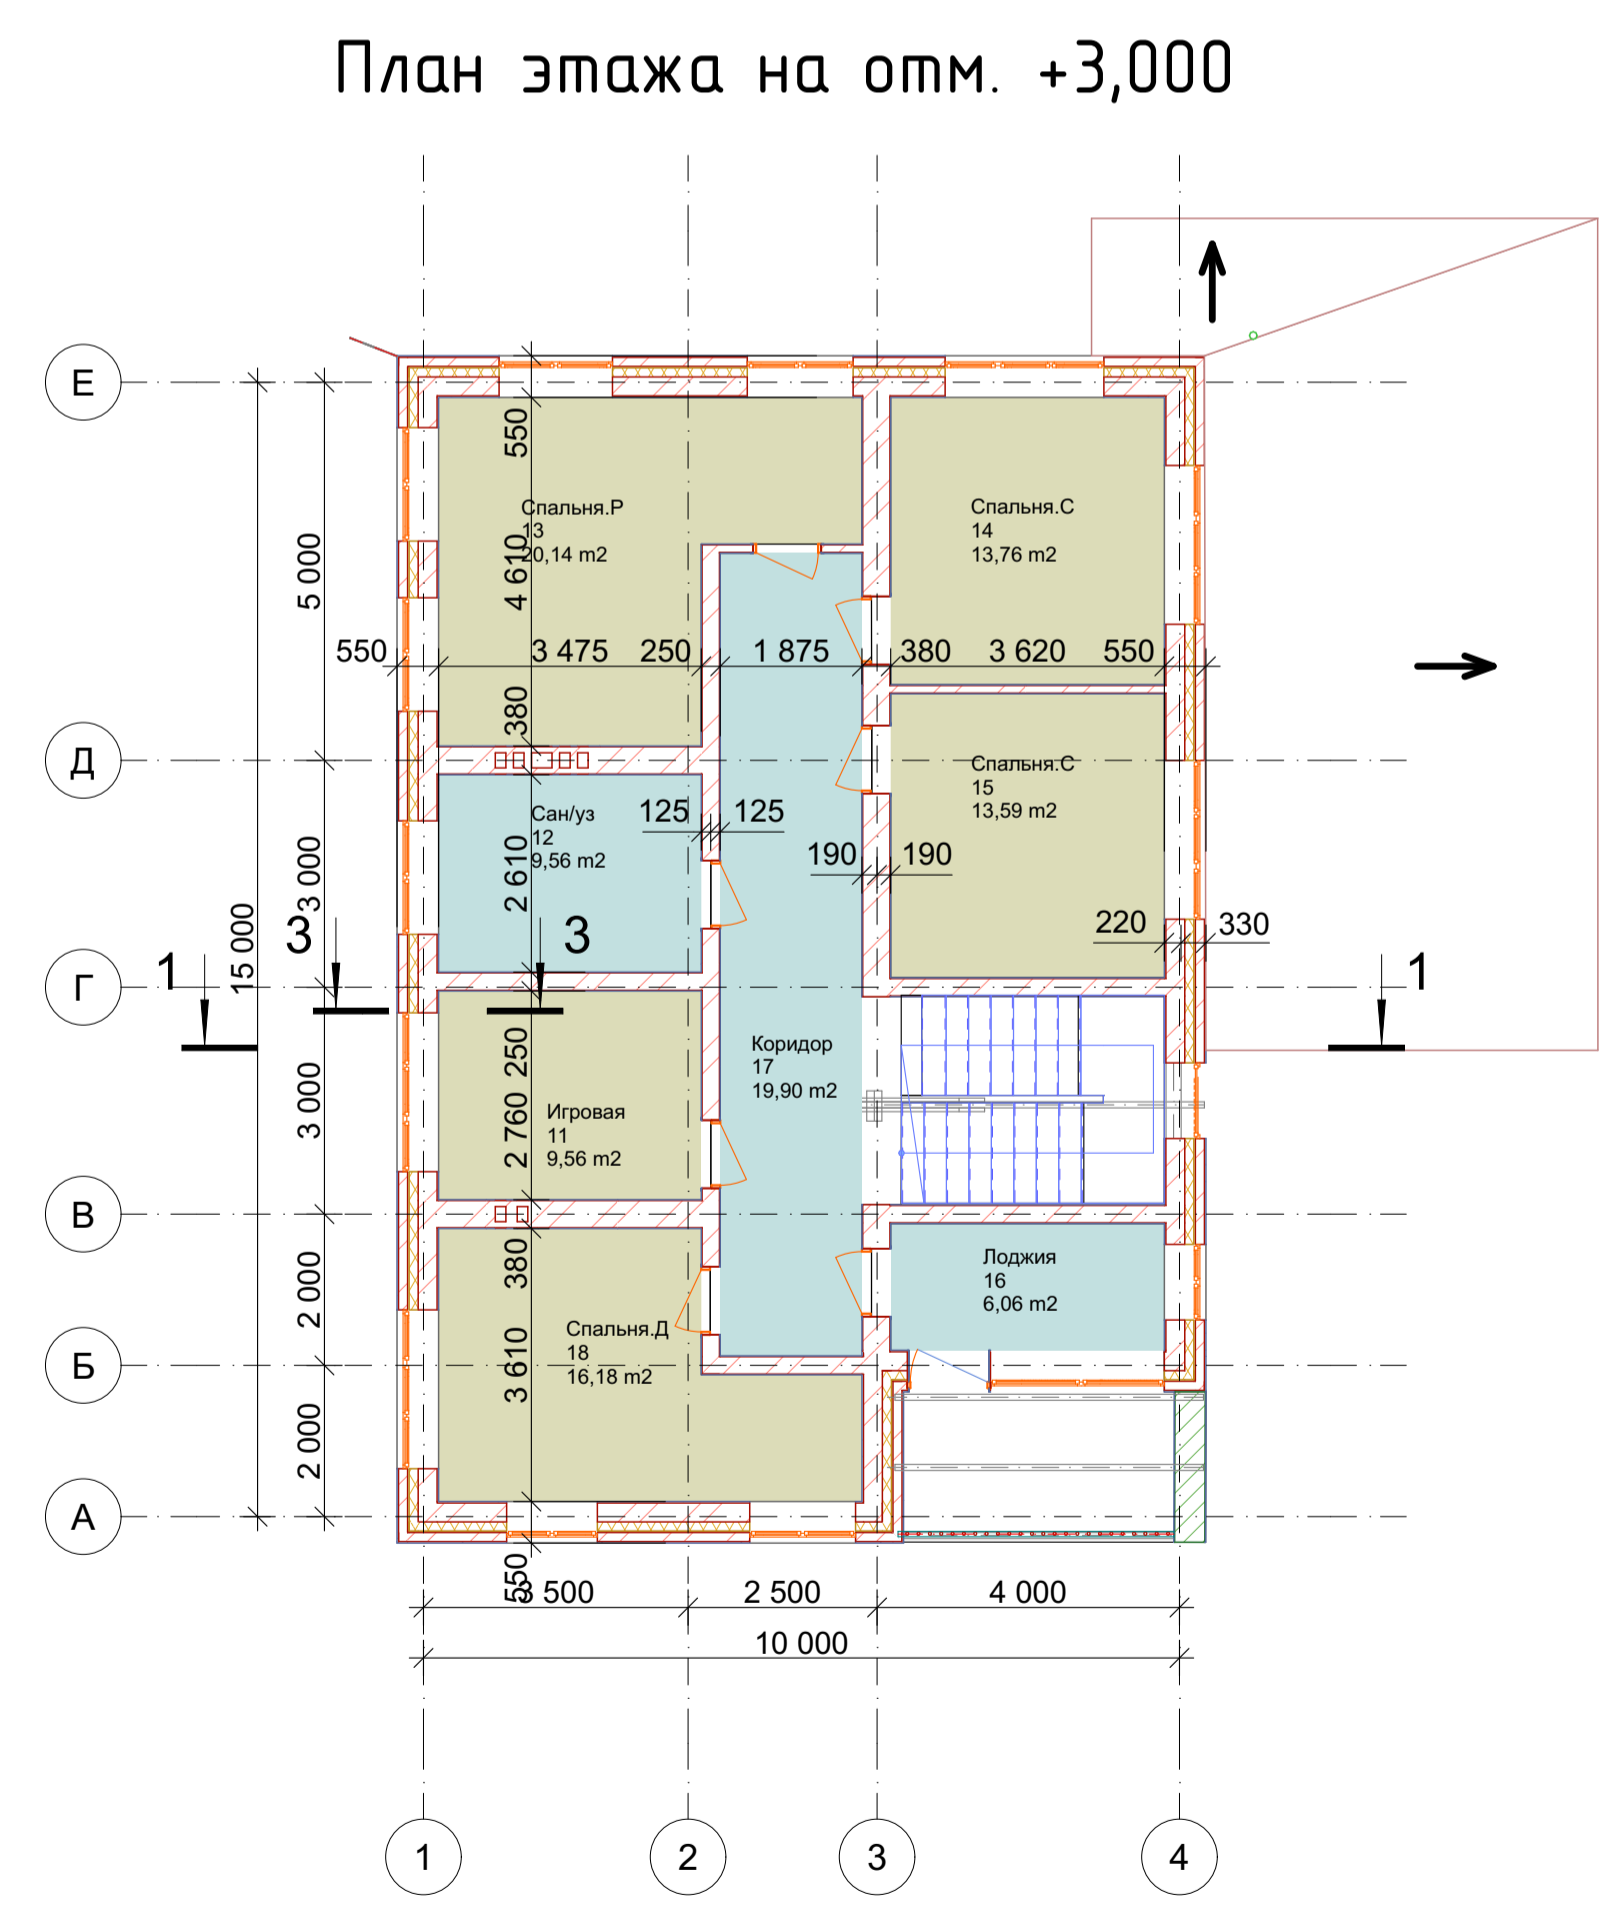 План этажа на отм. +3,000
Е
550
Спальня.Р
13
20,14 m2
Спальня.С
14
13,76 m2
5 000
4 610
550
3 475
250
1 875
380
3 620
550
380
Д
Спальня.С
15
13,59 m2
Сан/уз
12
9,56 m2
125
125
190
190
3 000
2 610
220
330
15 000
3
3
1
1
Г
250
Коридор
17
19,90 m2
3 000
2 760
Игровая
11
9,56 m2
В
380
Лоджия
16
6,06 m2
2 000
Спальня.Д
18
16,18 m2
3 610
Б
2 000
А
550
3 500
2 500
4 000
10 000
1
2
3
4